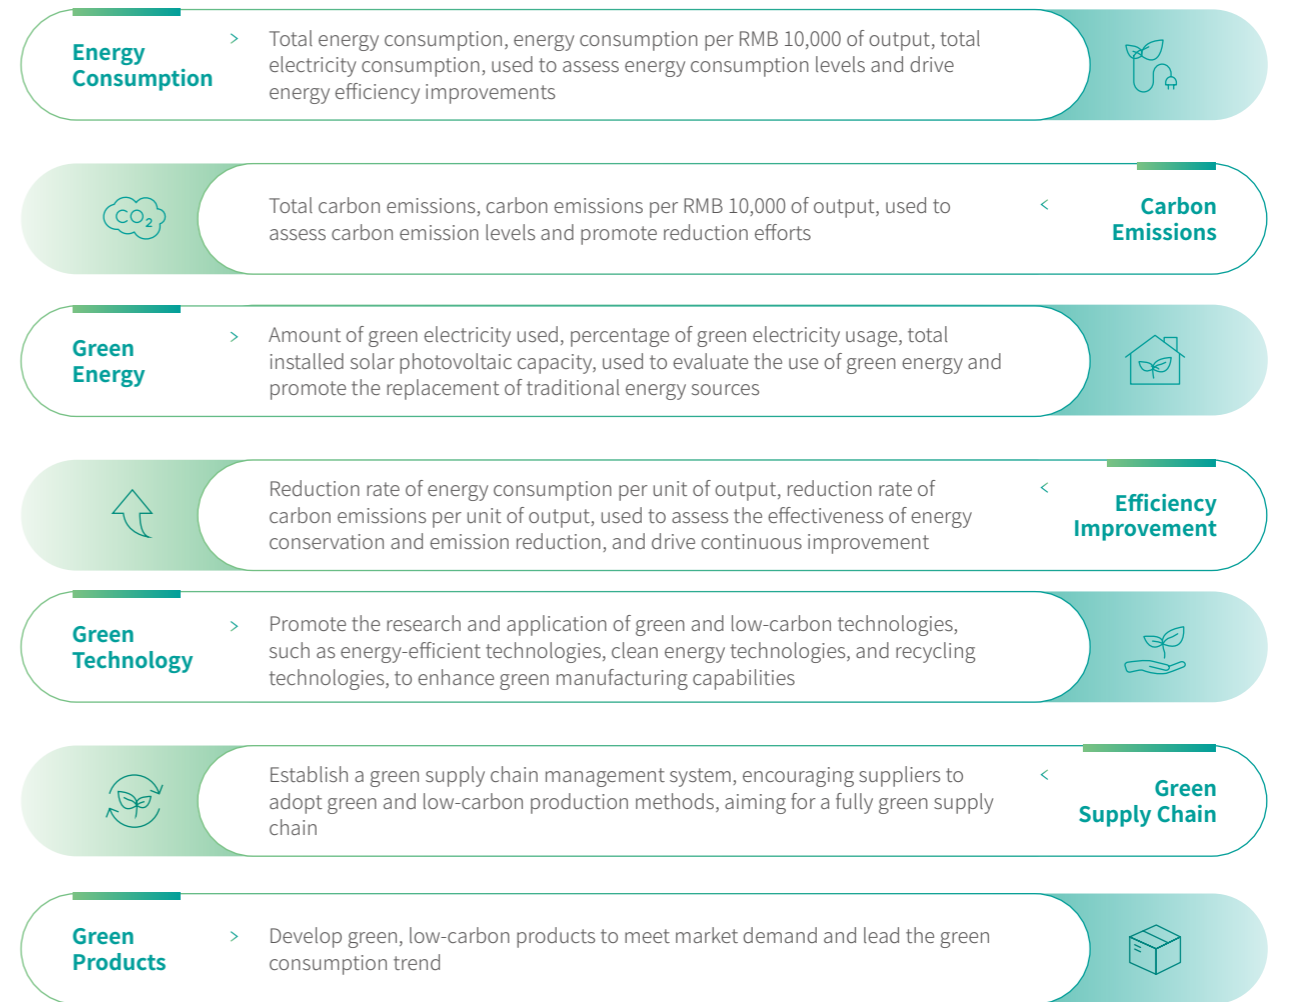 Energy
Consumption
>
Total energy consumption, energy consumption per RMB 10,000 of output, total
electricity consumption, used to assess energy consumption levels and drive
energy efficiency improvements
CO₂
Total carbon emissions, carbon emissions per RMB 10,000 of output, used to
assess carbon emission levels and promote reduction efforts
<
Carbon
Emissions
Green
Energy
>
Amount of green electricity used, percentage of green electricity usage, total
installed solar photovoltaic capacity, used to evaluate the use of green energy and
promote the replacement of traditional energy sources
Reduction rate of energy consumption per unit of output, reduction rate of
carbon emissions per unit of output, used to assess the effectiveness of energy
conservation and emission reduction, and drive continuous improvement
<
Efficiency
Improvement
Green
Technology
>
Promote the research and application of green and low-carbon technologies,
such as energy-efficient technologies, clean energy technologies, and recycling
technologies, to enhance green manufacturing capabilities
Establish a green supply chain management system, encouraging suppliers to
adopt green and low-carbon production methods, aiming for a fully green supply
chain
<
Green
Supply Chain
Green
Products
>
Develop green, low-carbon products to meet market demand and lead the green
consumption trend